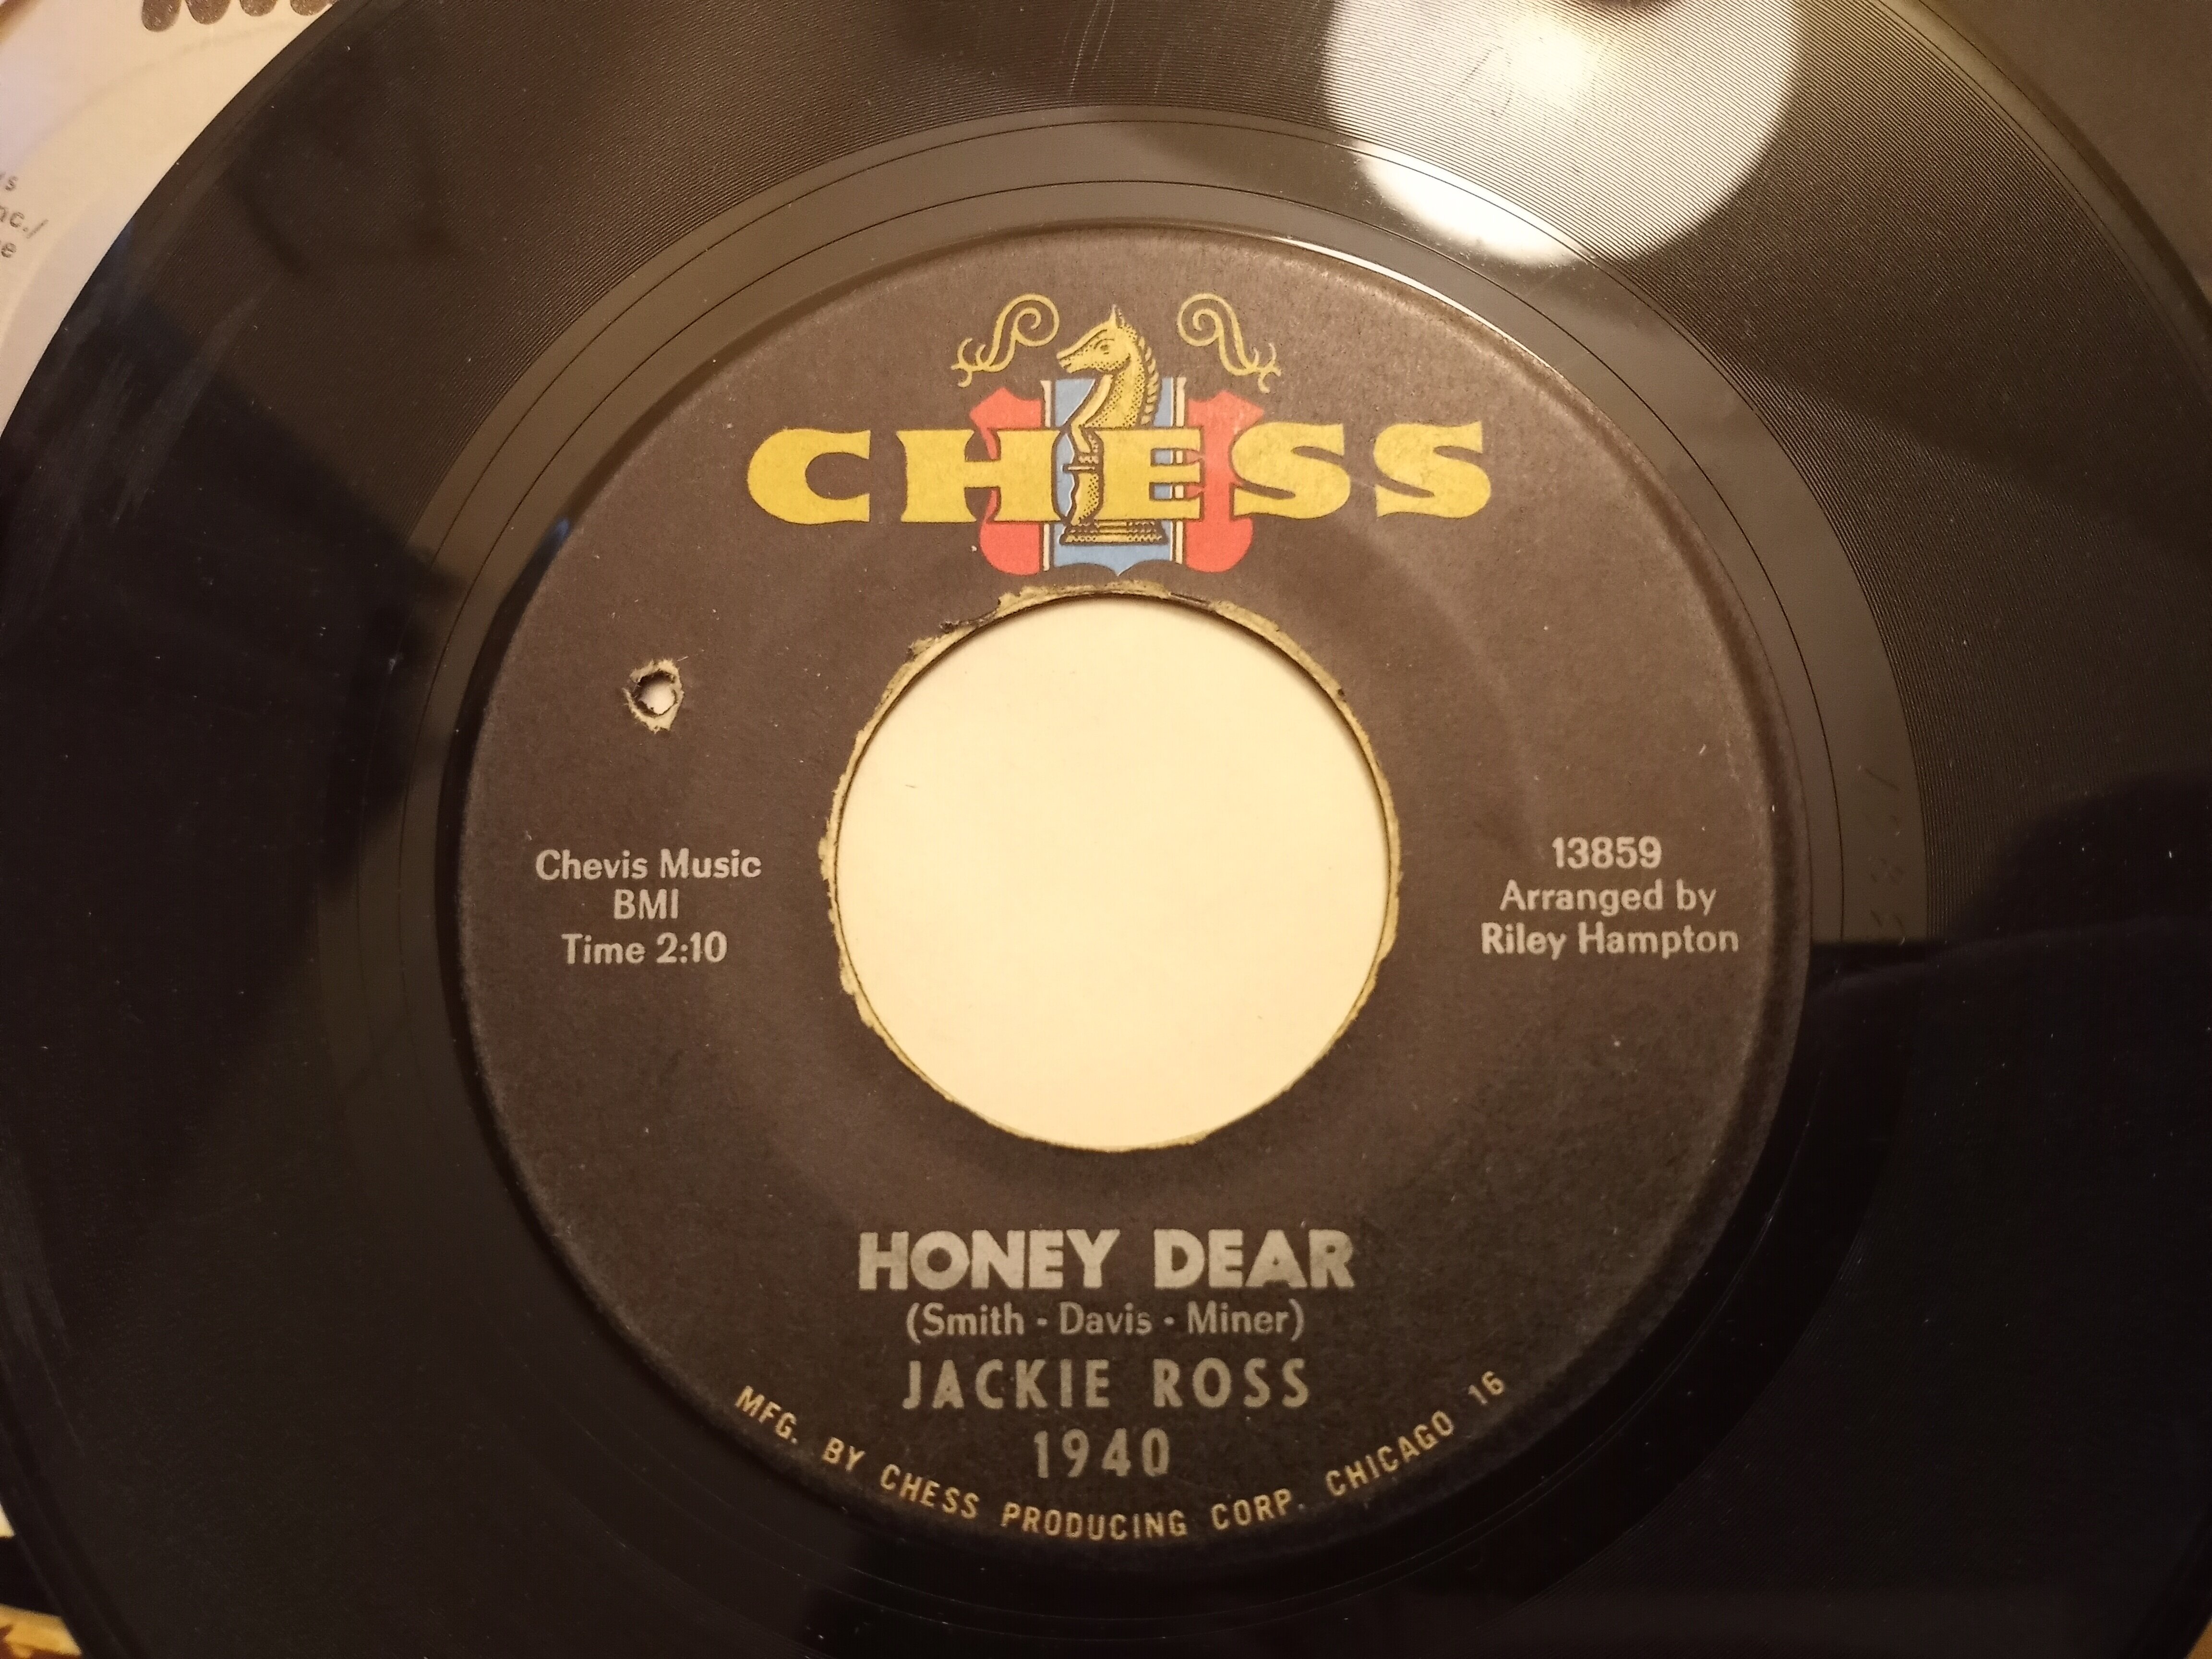 CHESS
Chevis Music
BMI
Time 2:10
13859
Arranged by
Riley Hampton
HONEY DEAR
(Smith - Davis - Miner)
JACKIE ROSS
1940
MFG. BY CHESS PRODUCING CORP. CHICAGO 16